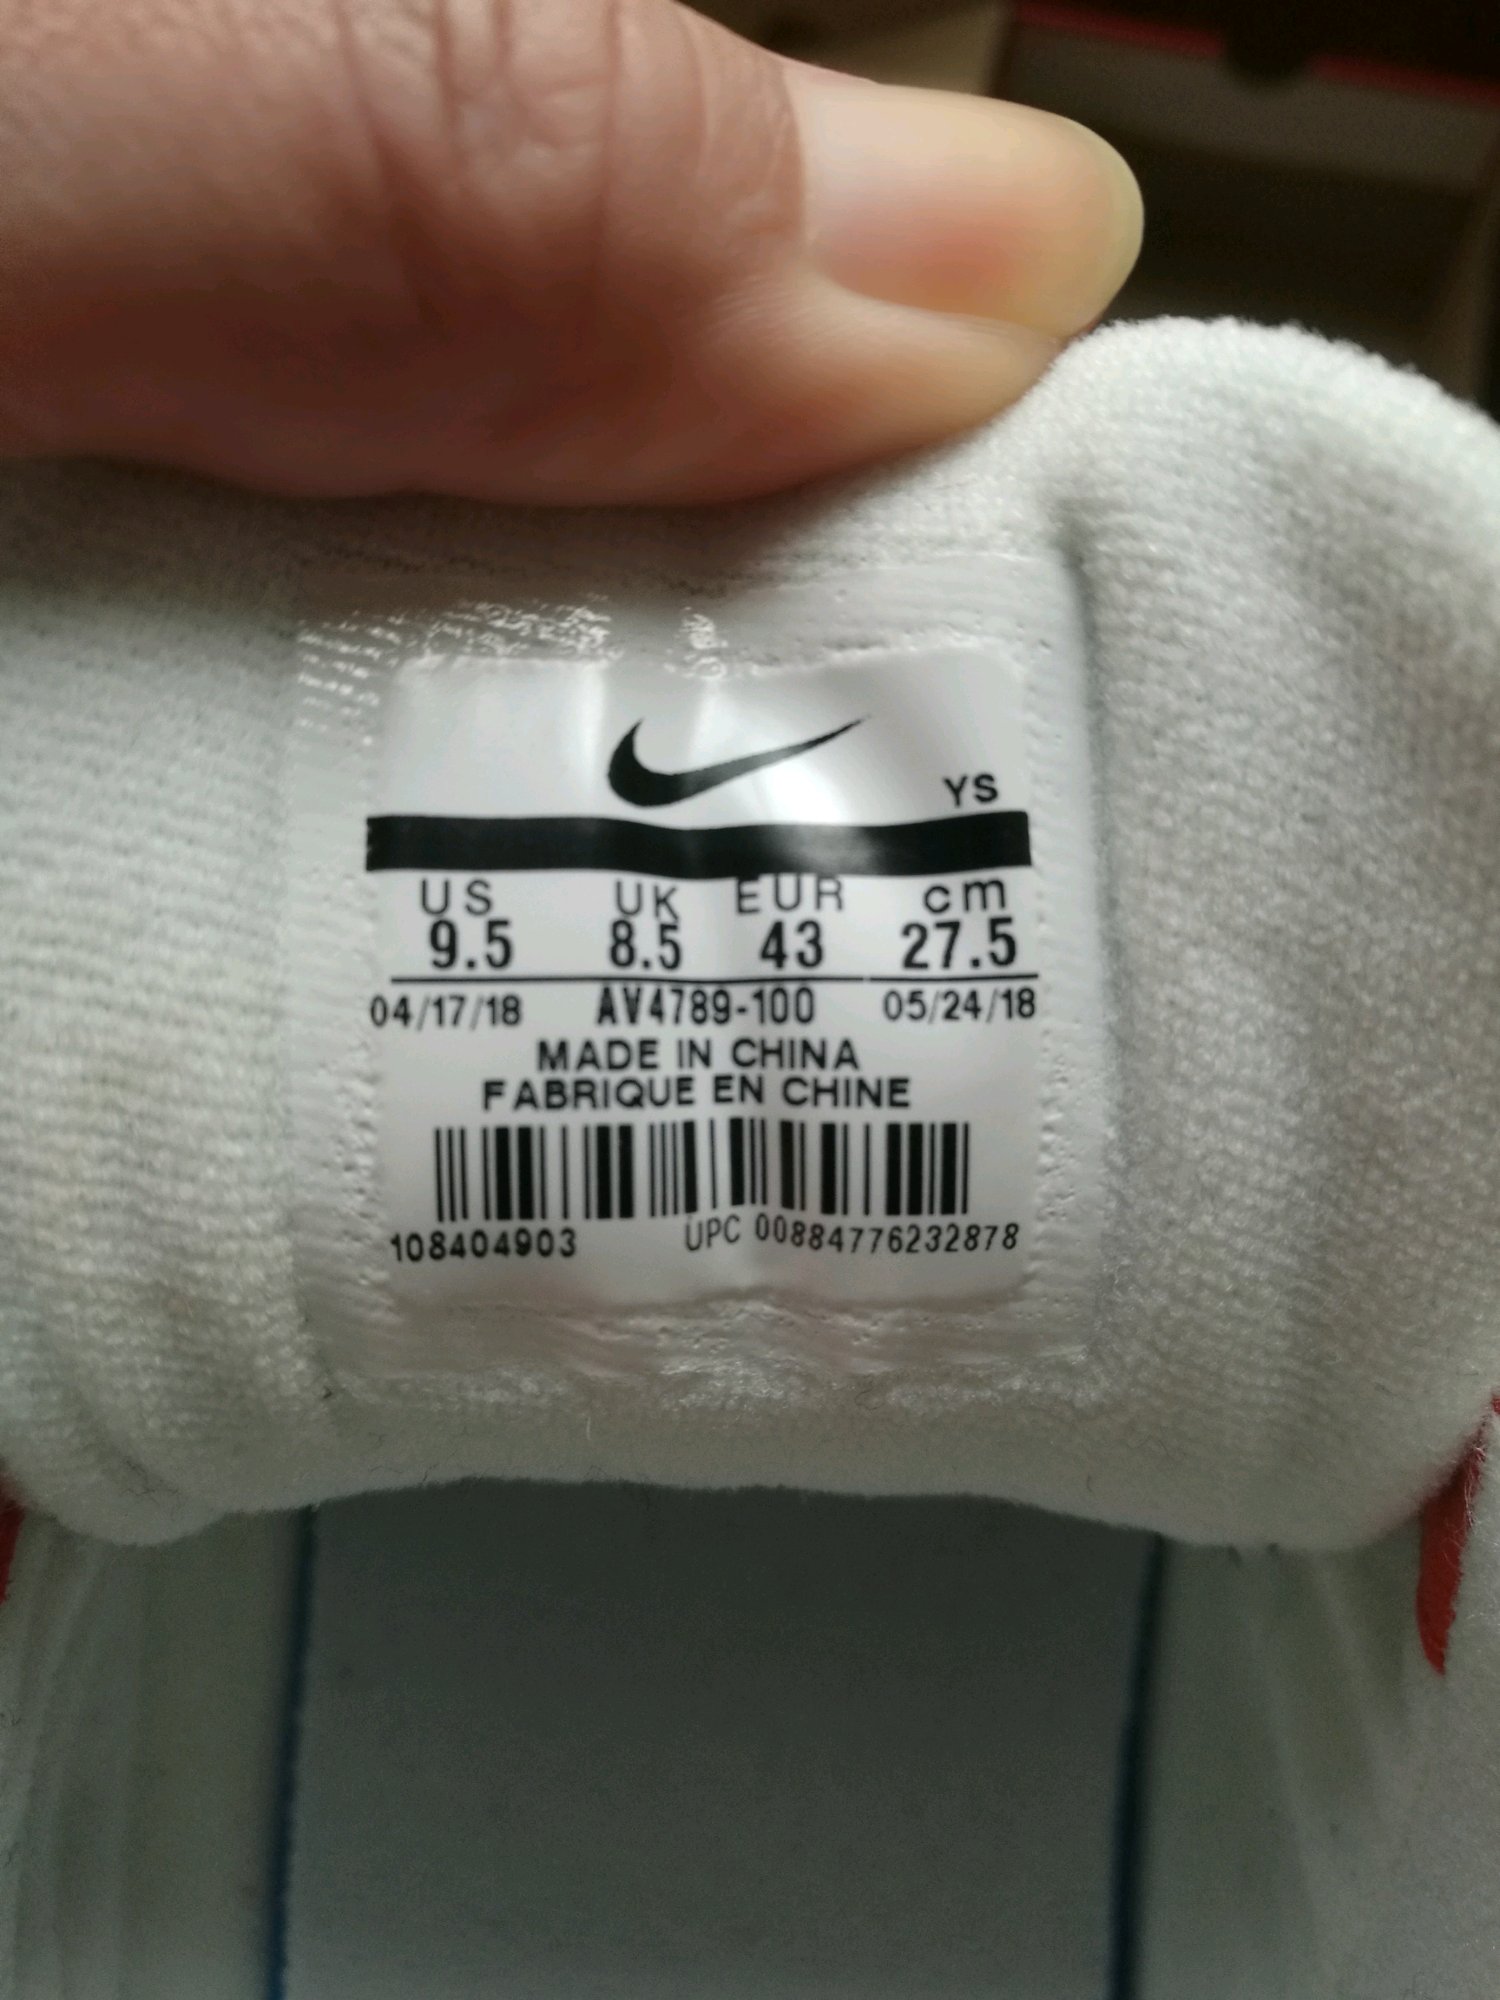 YS
US UK EUR cm
9.5 8.5 43 27.5
04/17/18 AV4789-100 05/24/18
MADE IN CHINA
FABRIQUE EN CHINE
108404903 UPC 00884776232878